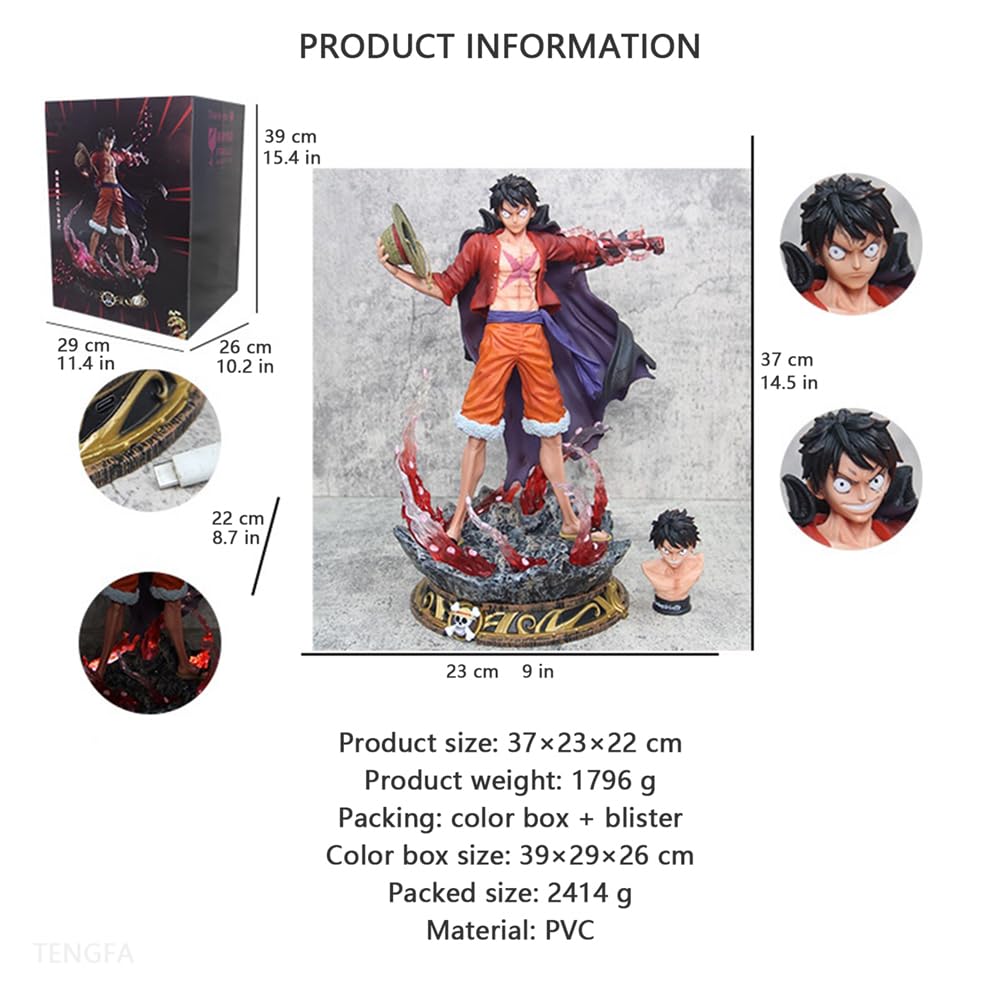 PRODUCT INFORMATION
39 cm
15.4 in
29 cm
11.4 in
26 cm
10.2 in
37 cm
14.5 in
22 cm
8.7 in
23 cm 9 in
Product size: 37×23×22 cm
Product weight: 1796 g
Packing: color box + blister
Color box size: 39×29×26 cm
Packed size: 2414 g
Material: PVC
TENGFA